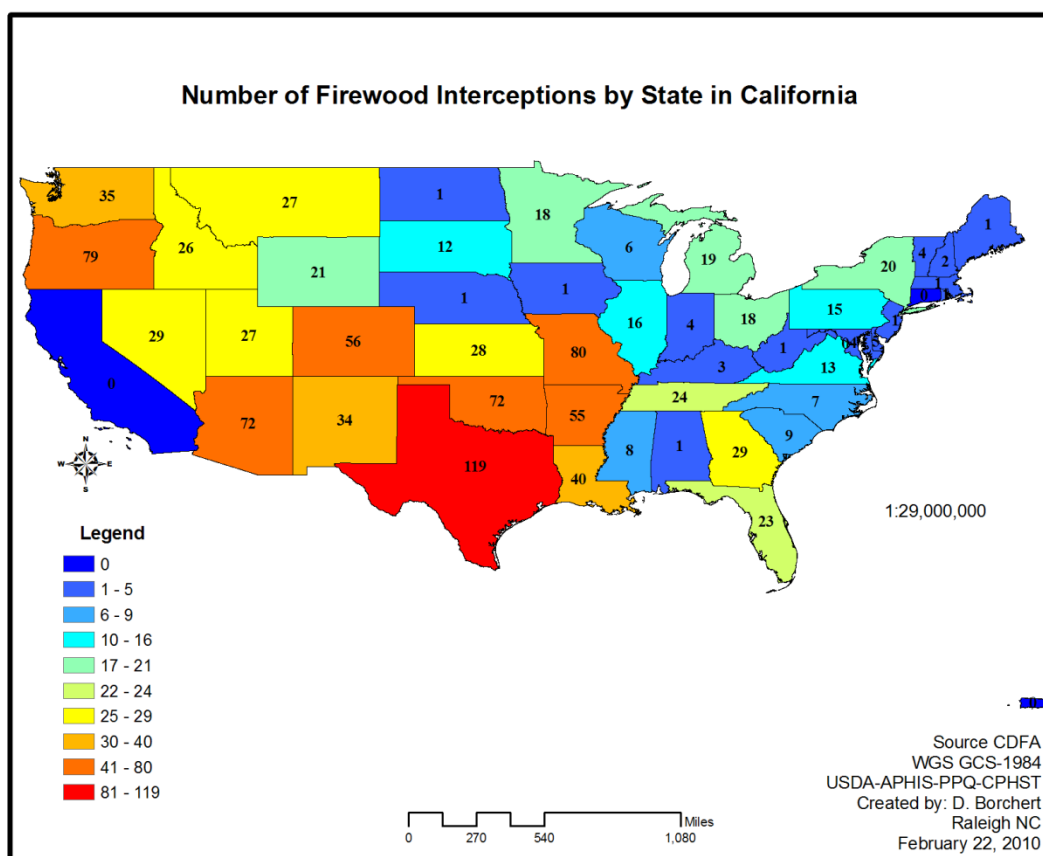 Number of Firewood Interceptions by State in California
35
27
1
18
1
26
79
12
6
4
2
21
19
20
1
1
29
27
56
28
80
16
4
18
15
1
1
3
13
72
34
72
55
24
7
119
40
8
1
29
9
23
N
W
E
S
1:29,000,000
Legend
0
1 - 5
6 - 9
10 - 16
17 - 21
22 - 24
25 - 29
30 - 40
41 - 80
81 - 119
0
0
Source CDFA
WGS GCS-1984
USDA-APHIS-PPQ-CPHST
Created by: D. Borchert
Raleigh NC
February 22, 2010
Miles
0
270
540
1,080